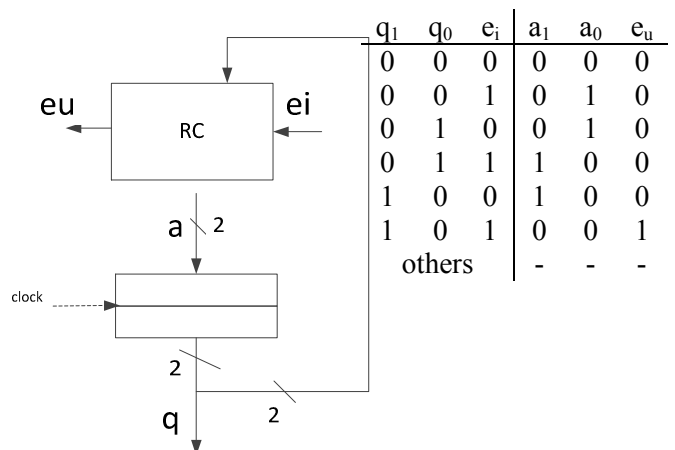 q1 q0 ei a1 a0 eu
0 0 0 0 0 0
0 0 1 0 1 0
0 1 0 0 1 0
0 1 1 1 0 0
1 0 0 1 0 0
1 0 1 0 0 1
others - - -
eu
RC
ei
a
2
clock
2
2
q